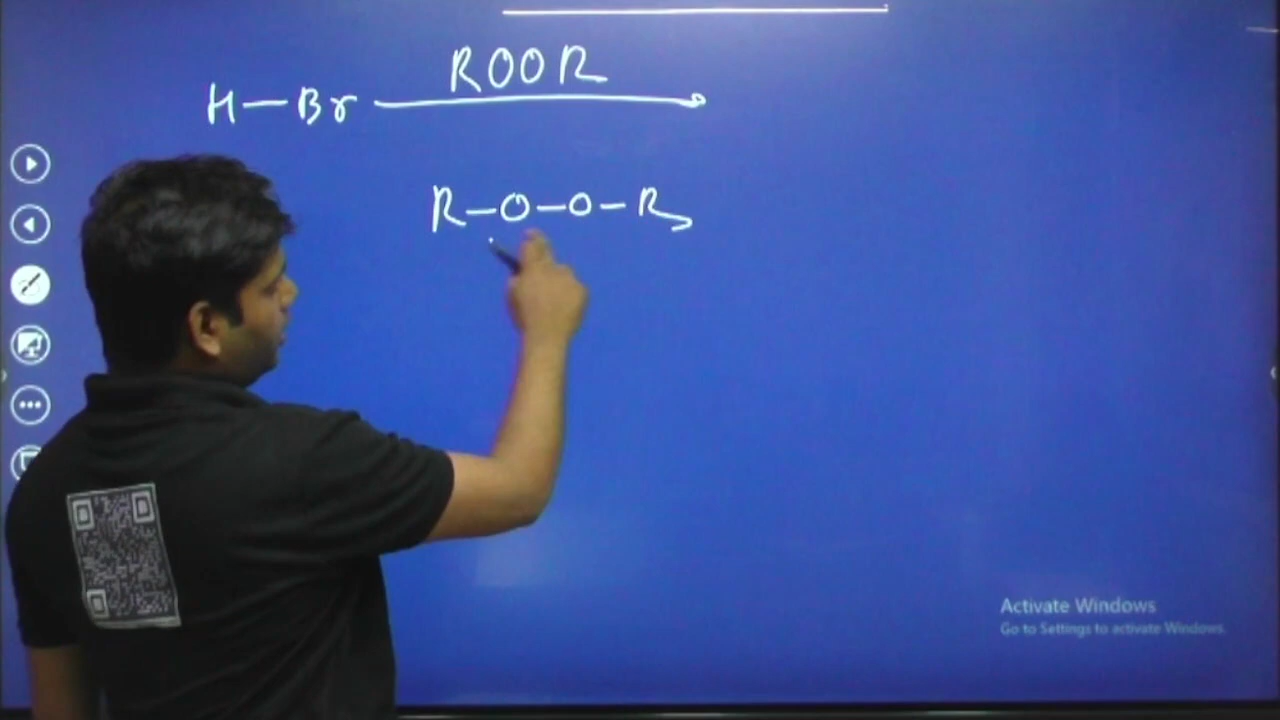 ROOR
H—Br
R—O—O—R
Activate Windows
Go to Settings to activate Windows.